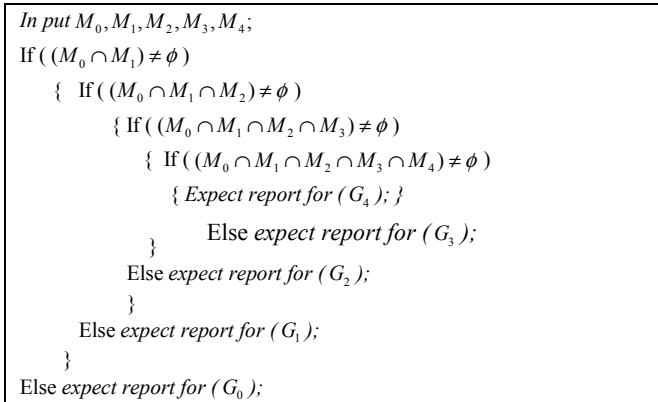 In put M₀, M₁, M₂, M₃, M₄;
If ( (M₀ ∩ M₁) ≠ ϕ )
{ If ( (M₀ ∩ M₁ ∩ M₂) ≠ ϕ )
{ If ( (M₀ ∩ M₁ ∩ M₂ ∩ M₃) ≠ ϕ )
{ If ( (M₀ ∩ M₁ ∩ M₂ ∩ M₃ ∩ M₄) ≠ ϕ )
{ Expect report for ( G₄ ); }
} Else expect report for ( G₃ );
Else expect report for ( G₂ );
}
Else expect report for ( G₁ );
}
Else expect report for ( G₀ );